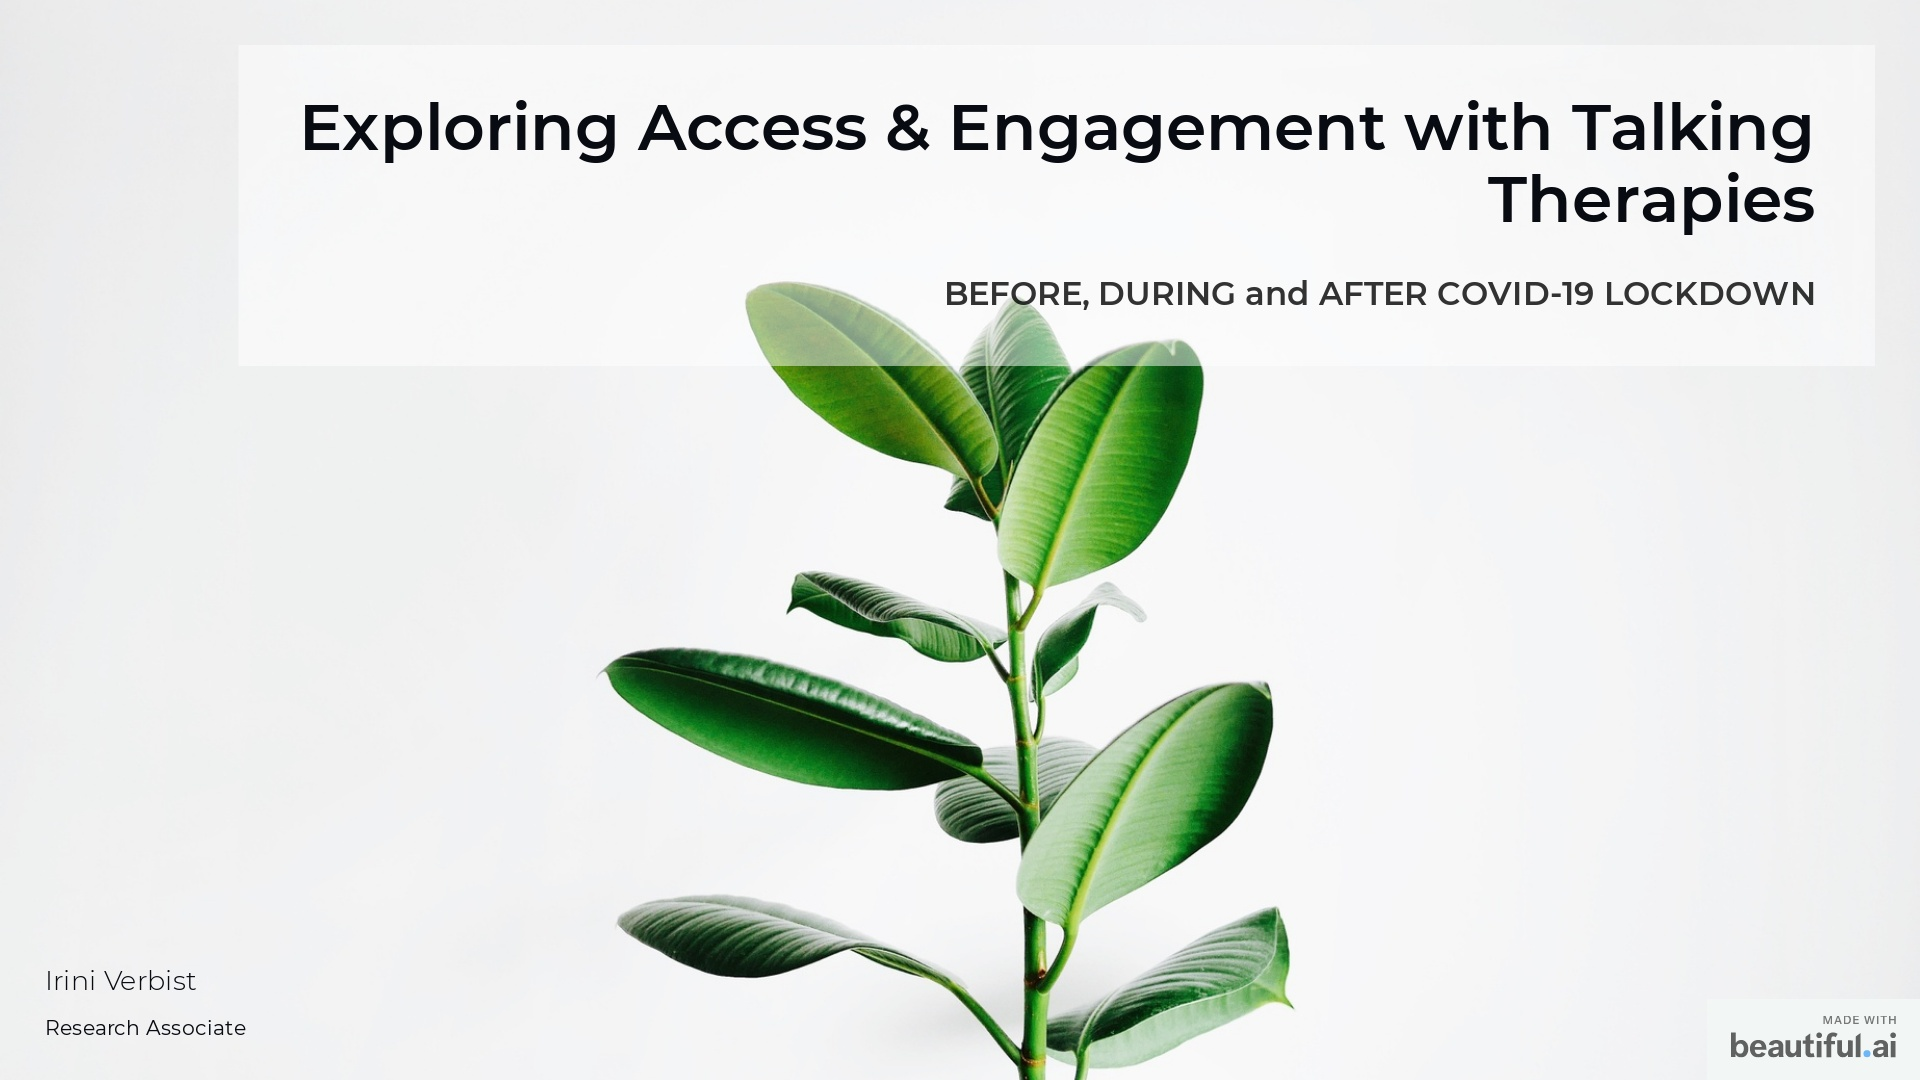 Exploring Access & Engagement with Talking
Therapies
BEFORE, DURING and AFTER COVID-19 LOCKDOWN
Irini Verbist
Research Associate
MADE WITH
beautiful.ai